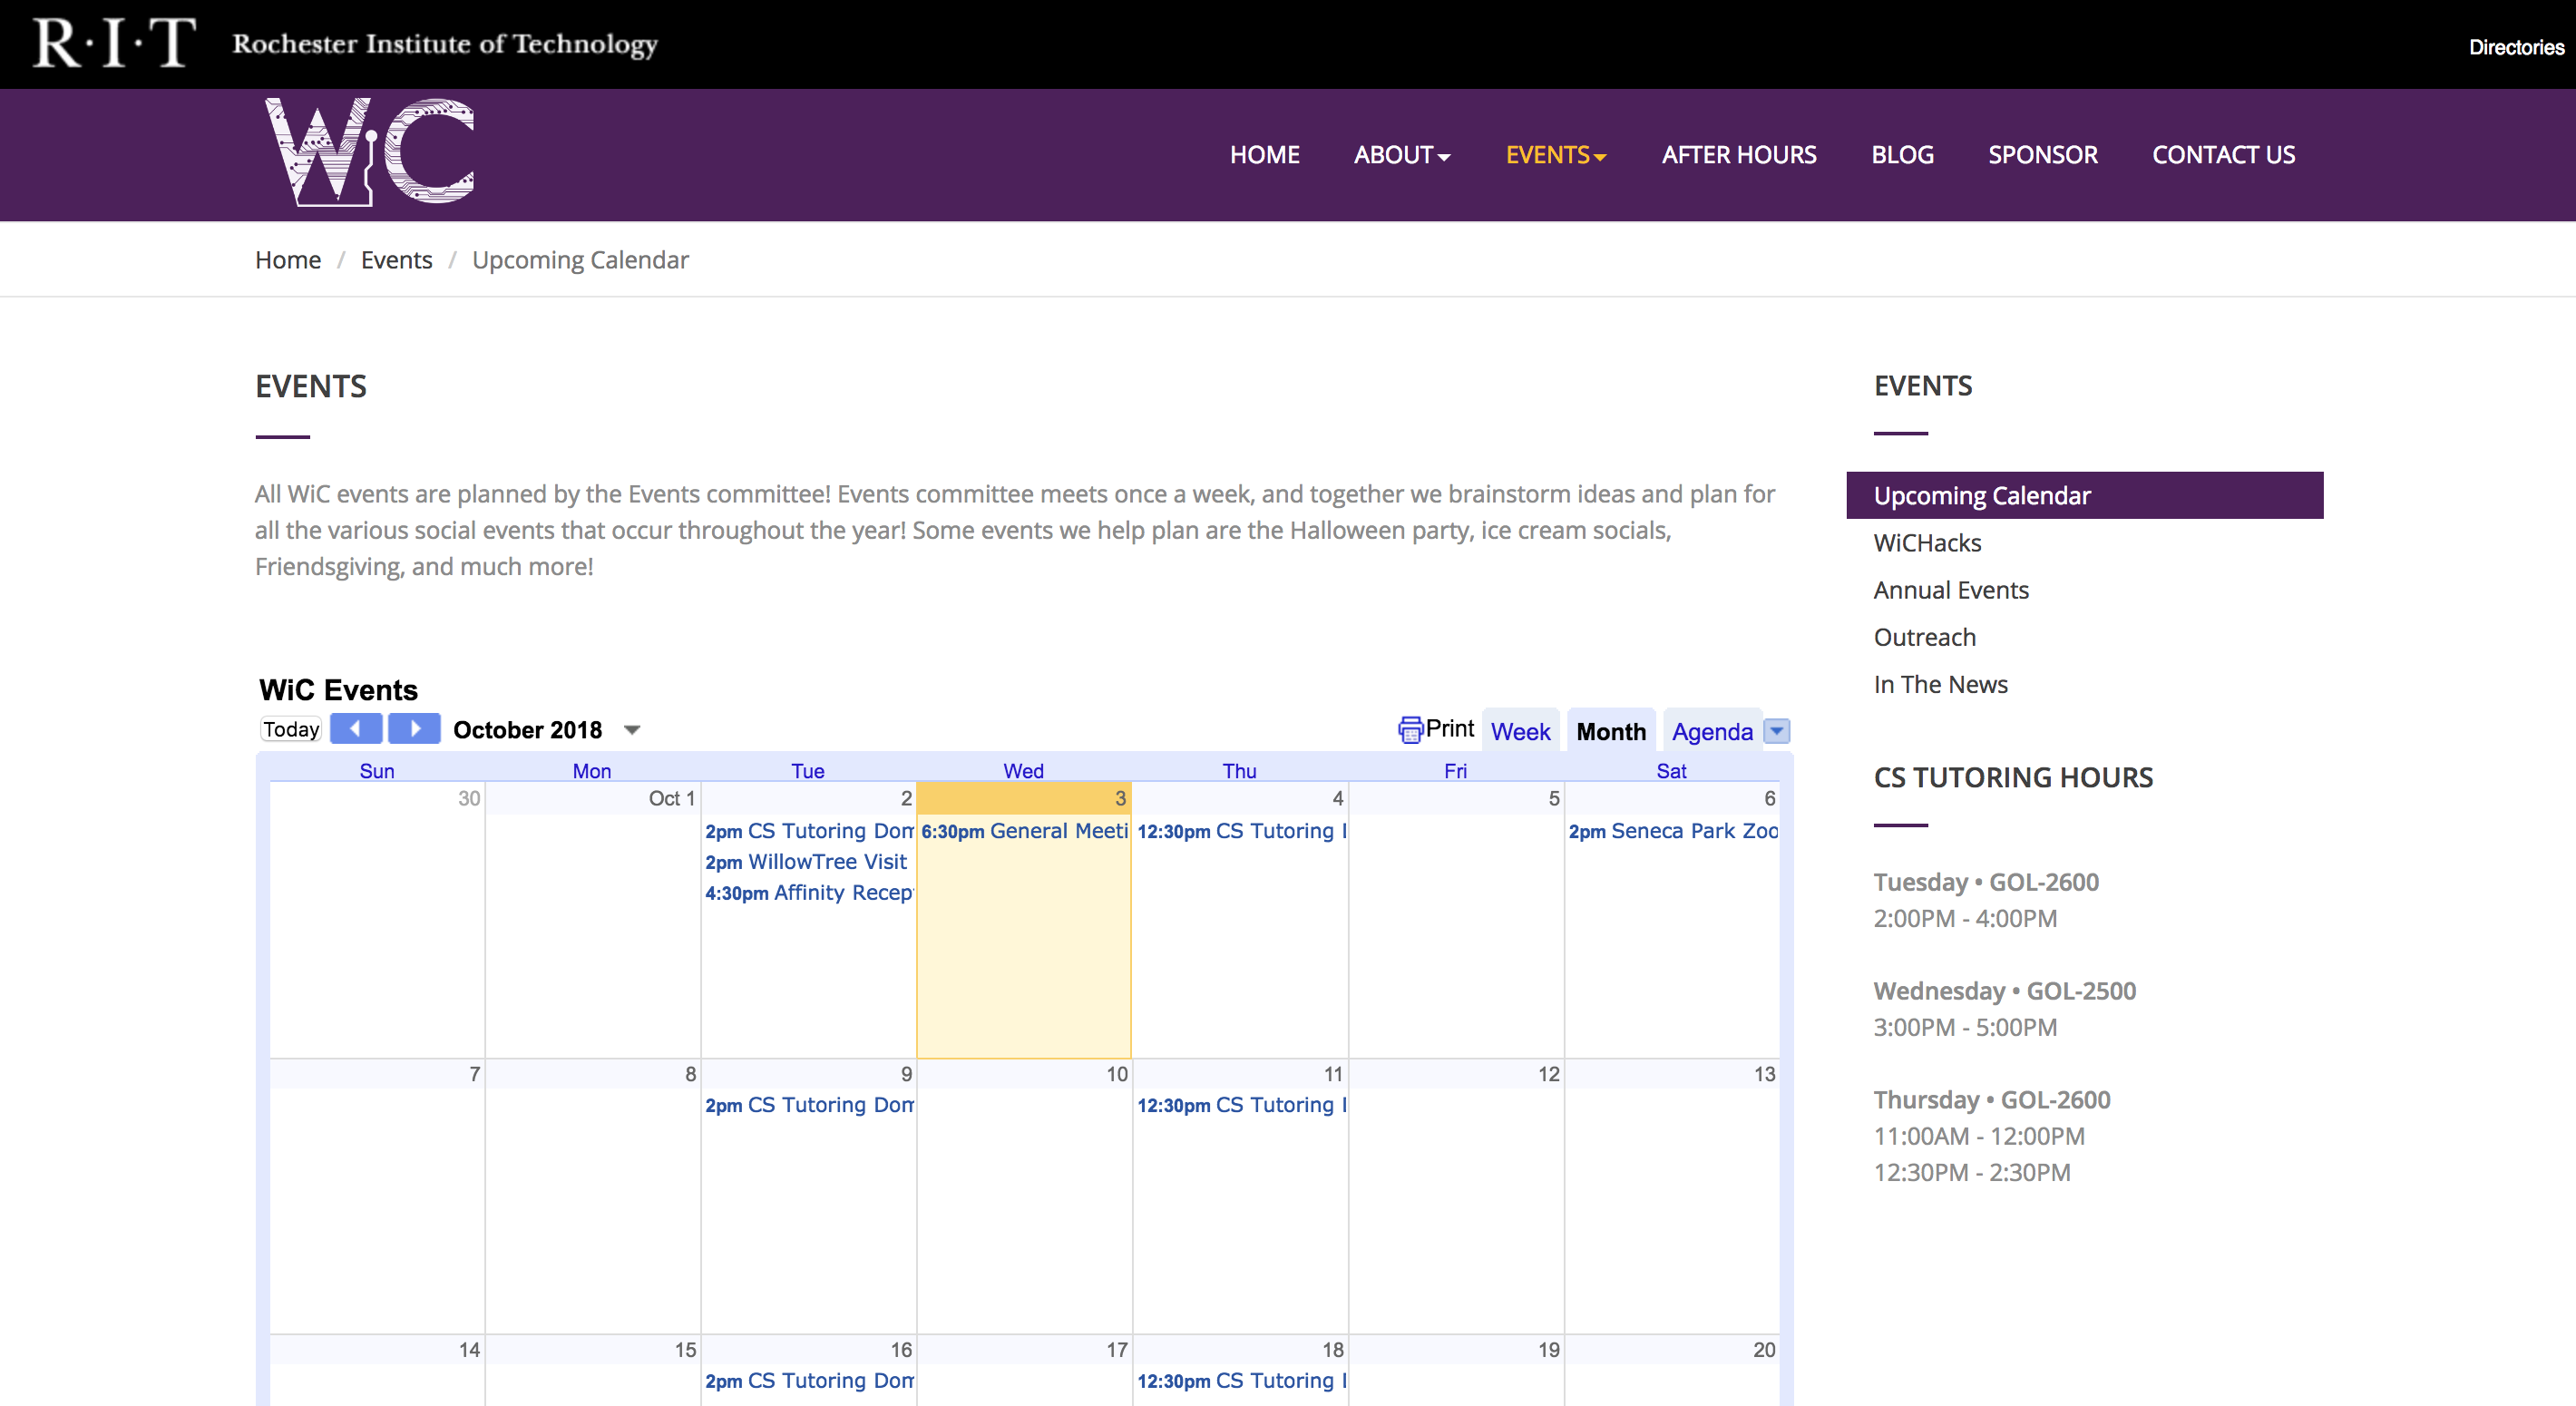 R·I·T Rochester Institute of Technology
Directories
WiC
HOME ABOUT EVENTS AFTER HOURS BLOG SPONSOR CONTACT US
Home / Events / Upcoming Calendar
EVENTS
All WiC events are planned by the Events committee! Events committee meets once a week, and together we brainstorm ideas and plan for
all the various social events that occur throughout the year! Some events we help plan are the Halloween party, ice cream socials,
Friendsgiving, and much more!
WiC Events
Today October 2018 Print Week Month Agenda
Sun Mon Tue Wed Thu Fri Sat
30 Oct 1 2 3 4 5 6
2pm CS Tutoring Dom 6:30pm General Meeti 12:30pm CS Tutoring 2pm Seneca Park Zoo
2pm WillowTree Visit
4:30pm Affinity Recep
7 8 9 10 11 12 13
2pm CS Tutoring Dom 12:30pm CS Tutoring
14 15 16 17 18 19 20
2pm CS Tutoring Dom 12:30pm CS Tutoring
EVENTS
Upcoming Calendar
WiCHacks
Annual Events
Outreach
In The News
CS TUTORING HOURS
Tuesday • GOL-2600
2:00PM - 4:00PM
Wednesday • GOL-2500
3:00PM - 5:00PM
Thursday • GOL-2600
11:00AM - 12:00PM
12:30PM - 2:30PM